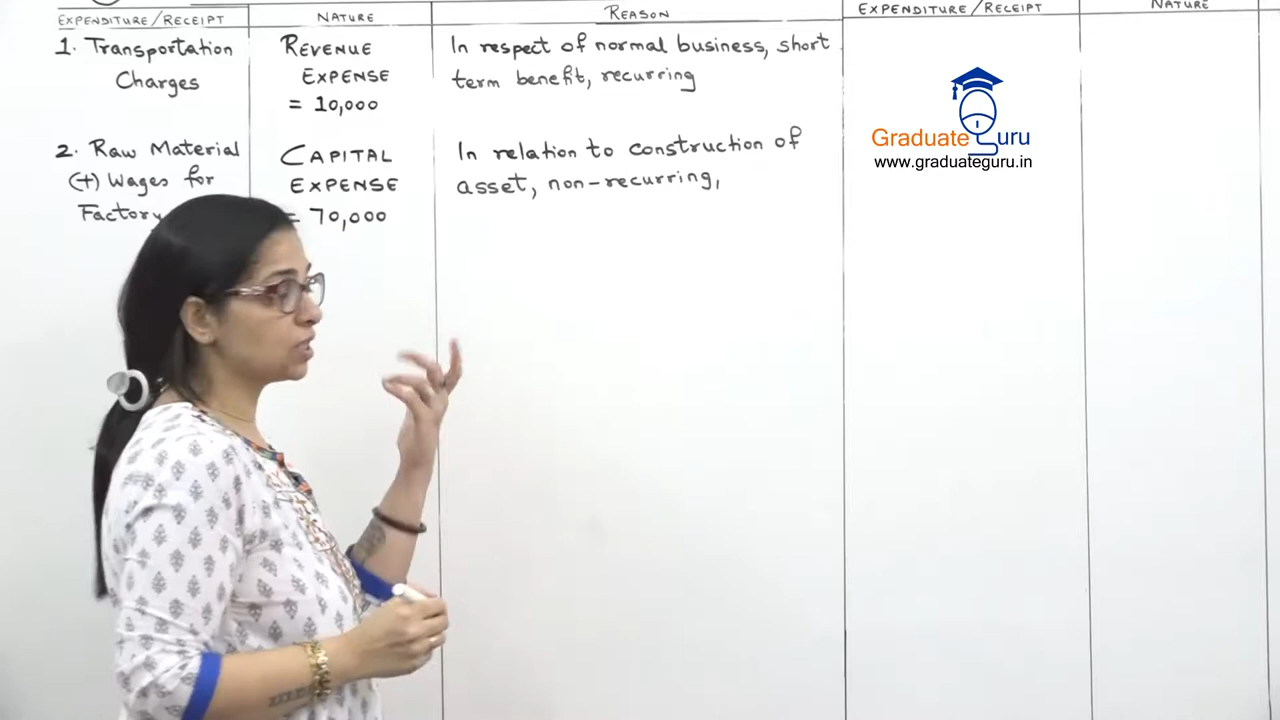 EXPENDITURE/RECEIPT
NATURE
REASON
EXPENDITURE/RECEIPT
NATURE
1. Transportation
Charges
REVENUE
EXPENSE
= 10,000
In respect of normal business, short
term benefit, recurring
2. Raw Material
(+) Wages for
Factory
CAPITAL
EXPENSE
= 70,000
In relation to construction of
asset, non-recurring,
Graduate Guru
www.graduateguru.in